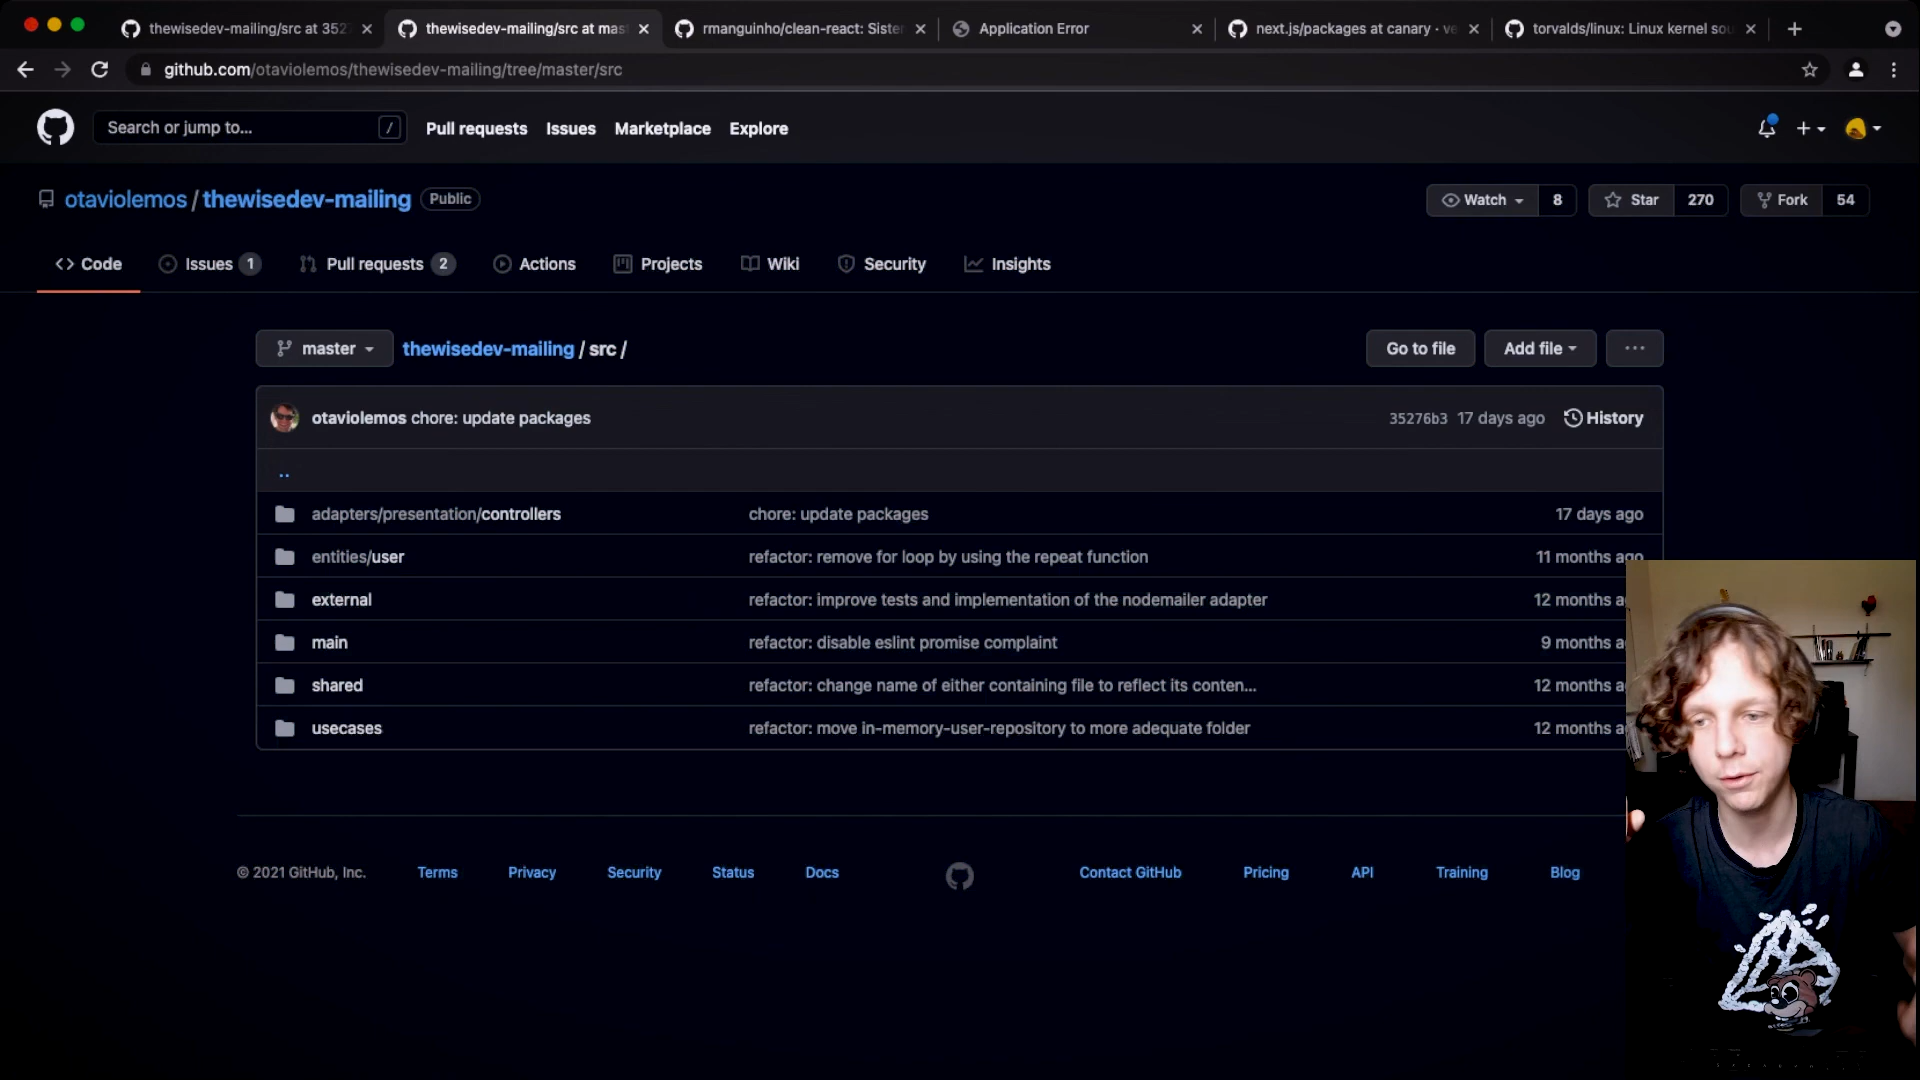 thewisedev-mailing/src at 352
thewisedev-mailing/src at mas
rmanguinho/clean-react: Sister
Application Error
next.js/packages at canary · ve
torvalds/linux: Linux kernel sou
github.com/otaviolemos/thewisedev-mailing/tree/master/src
Search or jump to...
/
Pull requests
Issues
Marketplace
Explore
otaviolemos / thewisedev-mailing
Public
Watch
8
Star
270
Fork
54
Code
Issues 1
Pull requests 2
Actions
Projects
Wiki
Security
Insights
master
thewisedev-mailing / src /
Go to file
Add file
otaviolemos chore: update packages
35276b3 17 days ago
History
..
adapters/presentation/controllers
chore: update packages
17 days ago
entities/user
refactor: remove for loop by using the repeat function
11 months ago
external
refactor: improve tests and implementation of the nodemailer adapter
12 months a
main
refactor: disable eslint promise complaint
9 months a
shared
refactor: change name of either containing file to reflect its conten...
12 months a
usecases
refactor: move in-memory-user-repository to more adequate folder
12 months a
© 2021 GitHub, Inc.
Terms
Privacy
Security
Status
Docs
Contact GitHub
Pricing
API
Training
Blog